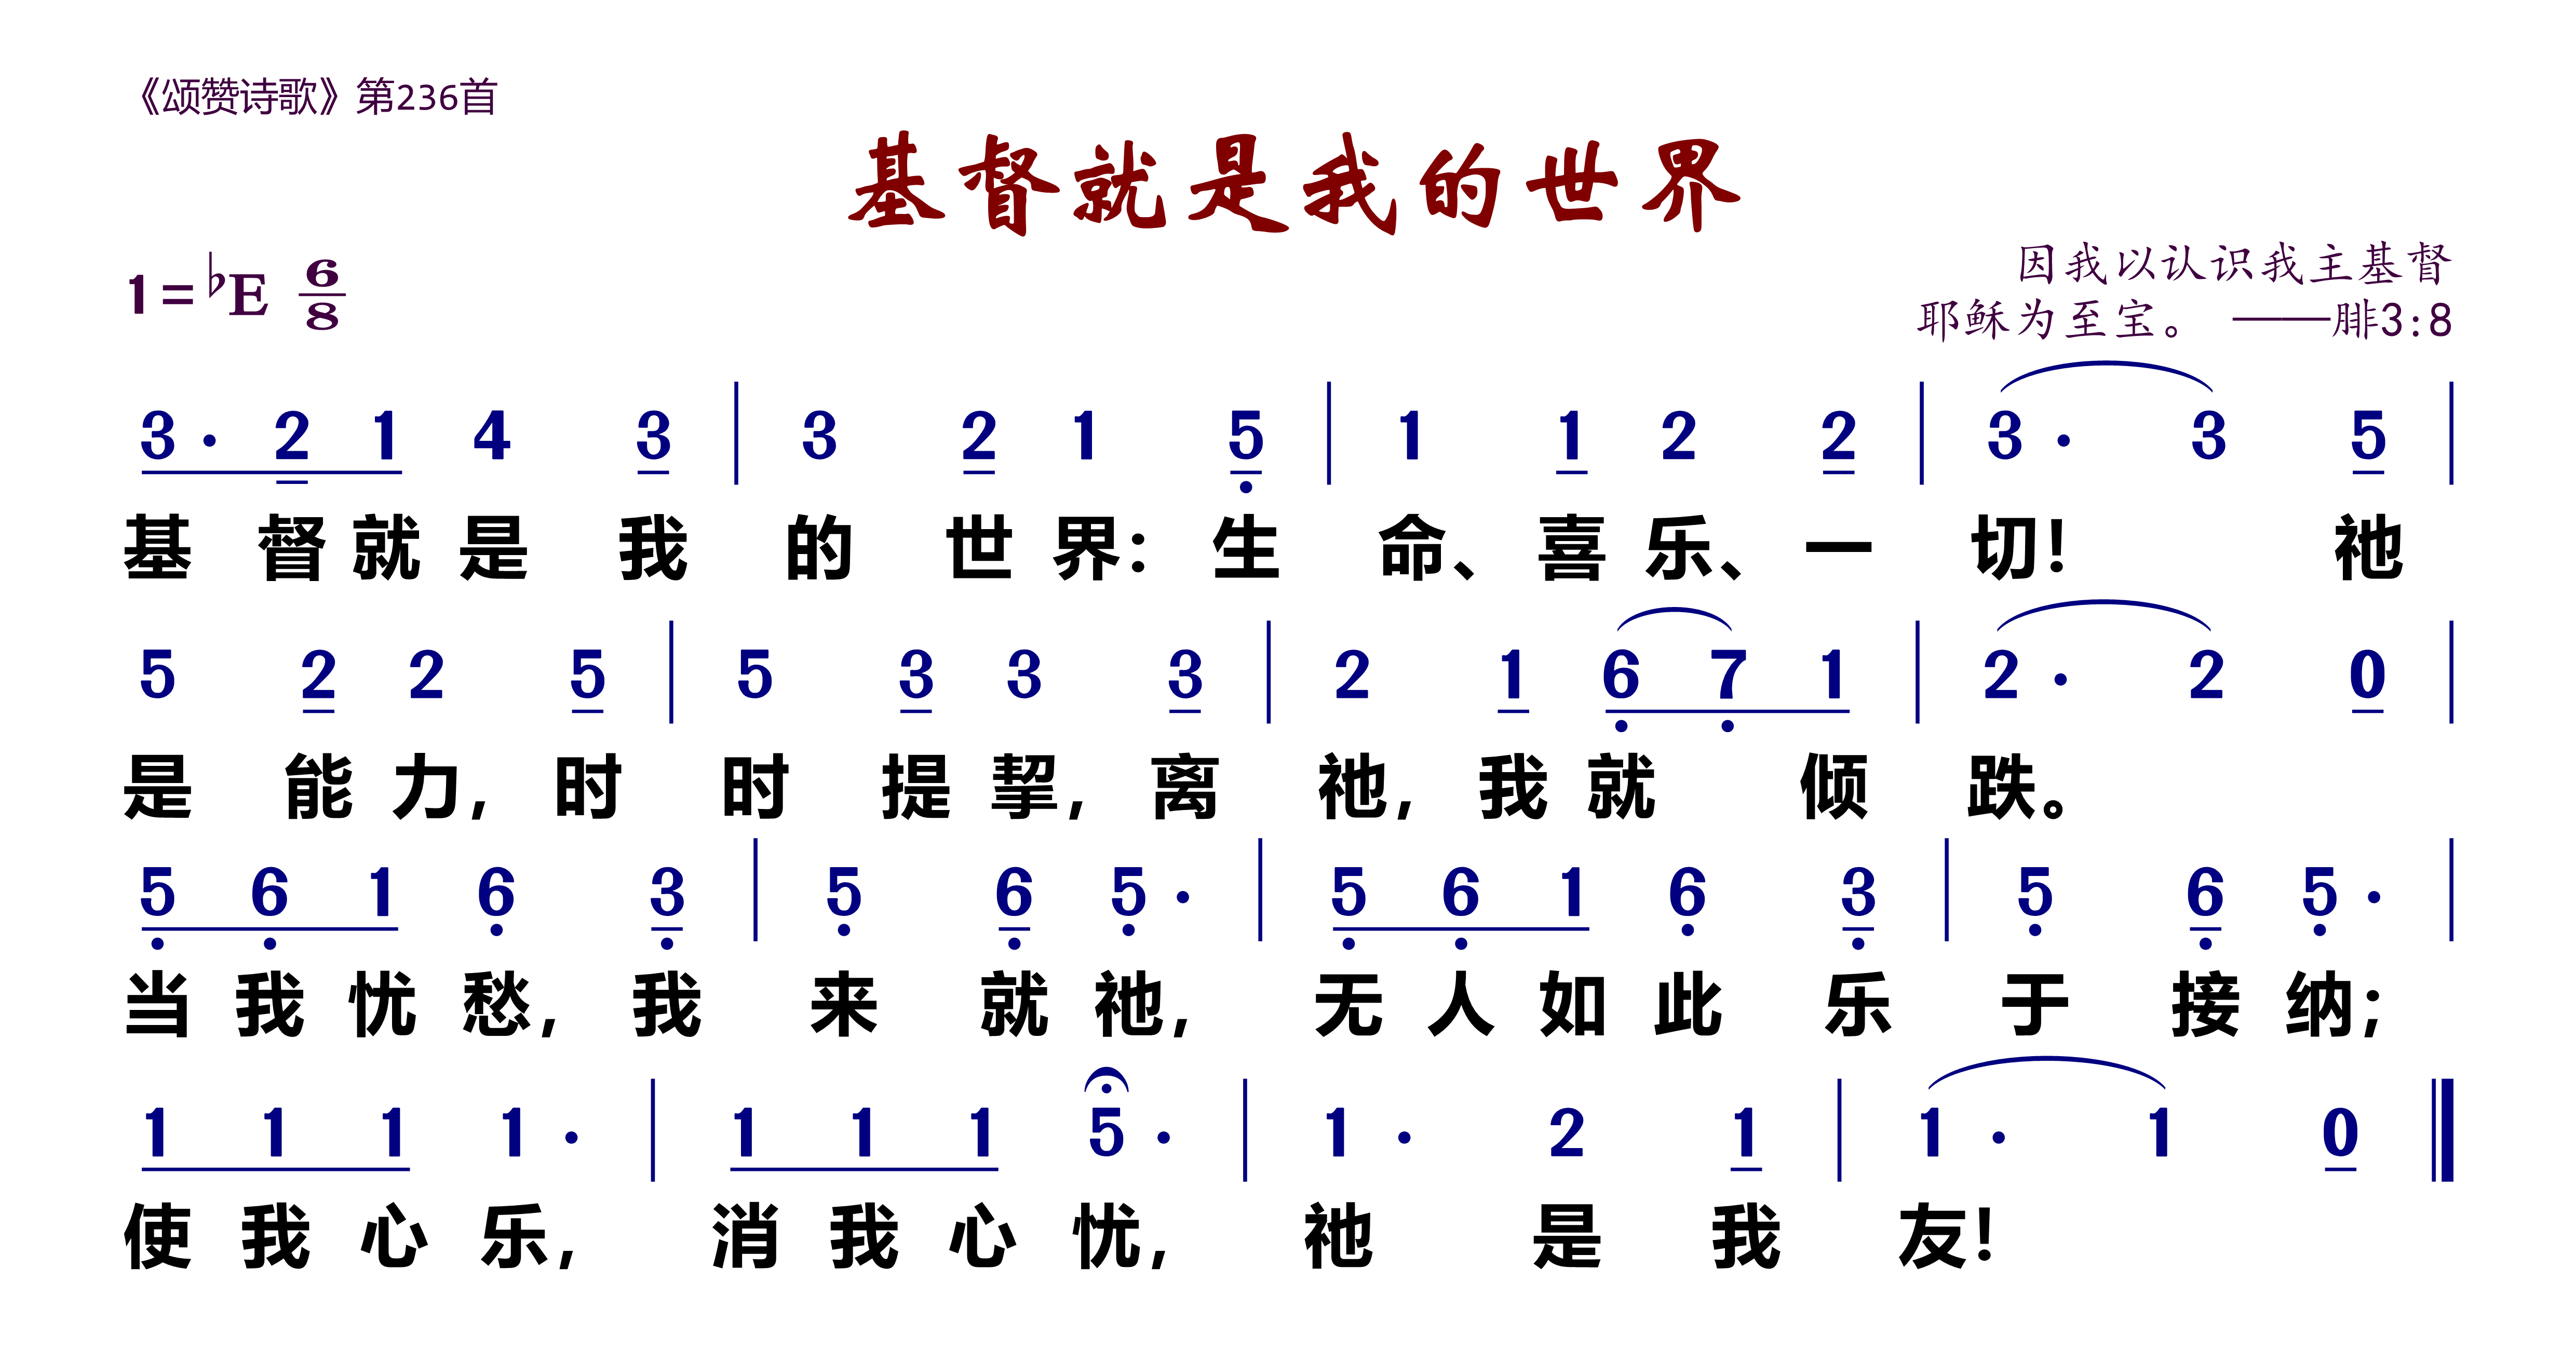 《颂赞诗歌》第236首
基督就是我的世界
1=♭E 6/8
因我以认识我主基督
耶稣为至宝。 ——腓3:8
3· 2 1 4 3 | 3 2 1 5 | 1 1 2 2 | 3· 3 5 |
基督就是我的世界：生命、喜乐、一切！ 祂
5 2 2 5 | 5 3 3 3 | 2 1 6 7 1 | 2· 2 0 |
是能力，时时提挈，离祂，我就倾跌。
5 6 1 6 3 | 5 6 5· | 5 6 1 6 3 | 5 6 5· |
当我忧愁，我来就祂，无人如此乐于接纳；
1 1 1 1· | 1 1 1 5· | 1· 2 1 | 1· 1 0 ‖
使我心乐，消我心忧，祂是我友！